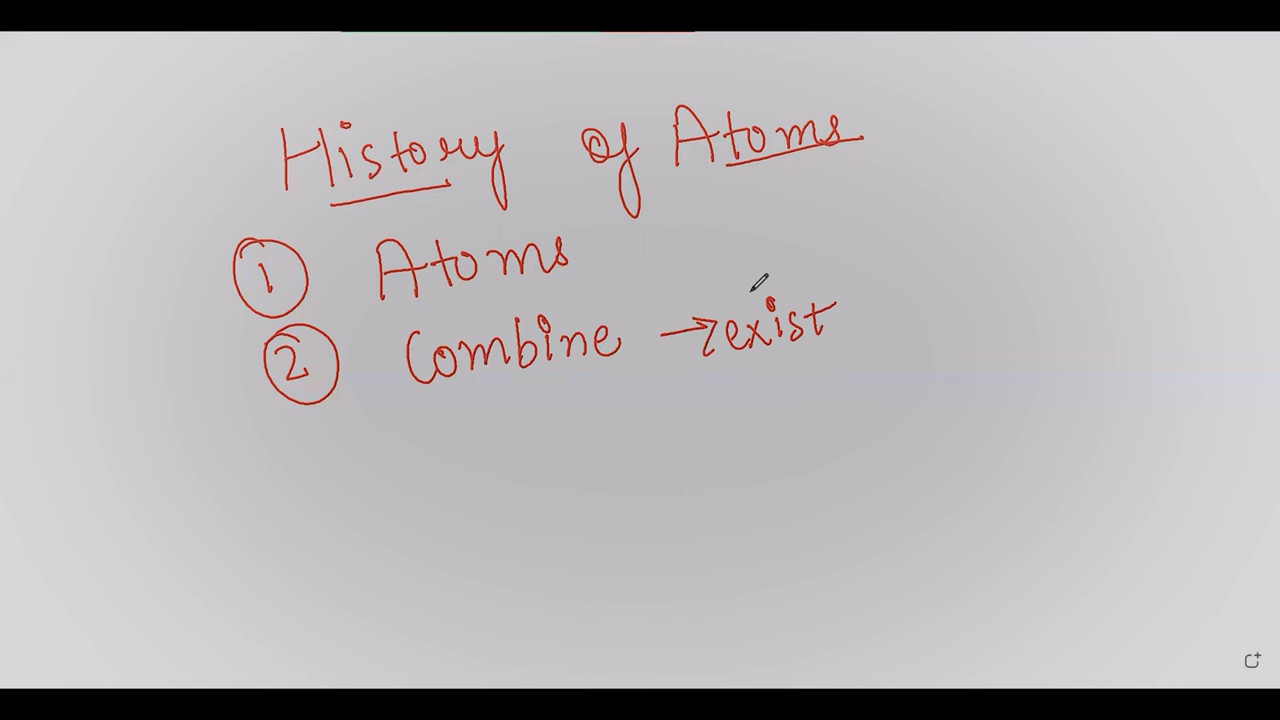 History of Atoms
1 Atoms
2 Combine → exist